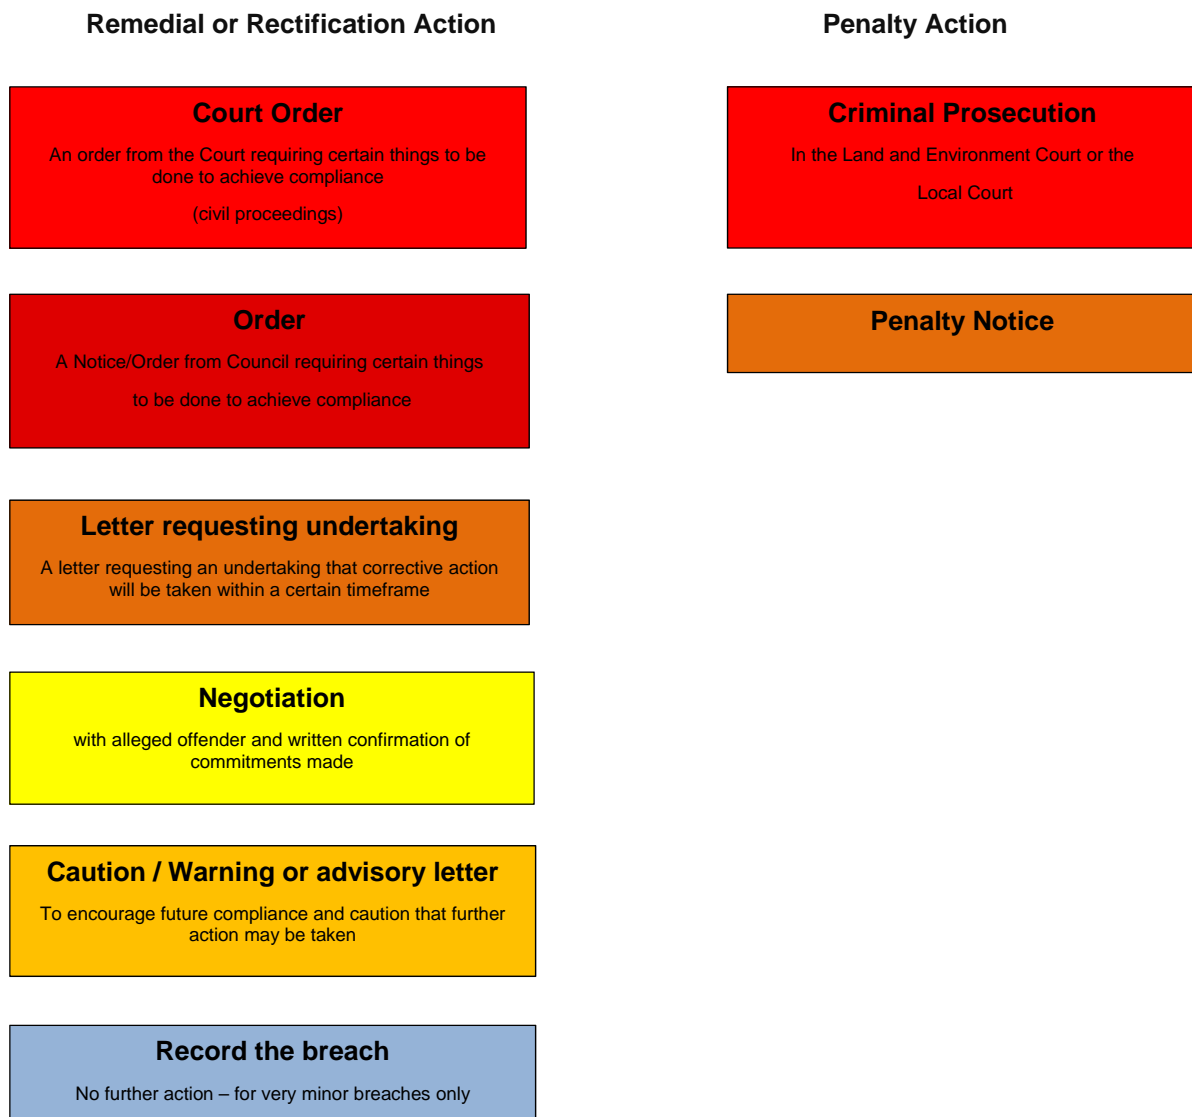 Remedial or Rectification Action
Penalty Action
Court Order
An order from the Court requiring certain things to be
done to achieve compliance
(civil proceedings)
Criminal Prosecution
In the Land and Environment Court or the
Local Court
Order
A Notice/Order from Council requiring certain things
to be done to achieve compliance
Penalty Notice
Letter requesting undertaking
A letter requesting an undertaking that corrective action
will be taken within a certain timeframe
Negotiation
with alleged offender and written confirmation of
commitments made
Caution / Warning or advisory letter
To encourage future compliance and caution that further
action may be taken
Record the breach
No further action – for very minor breaches only